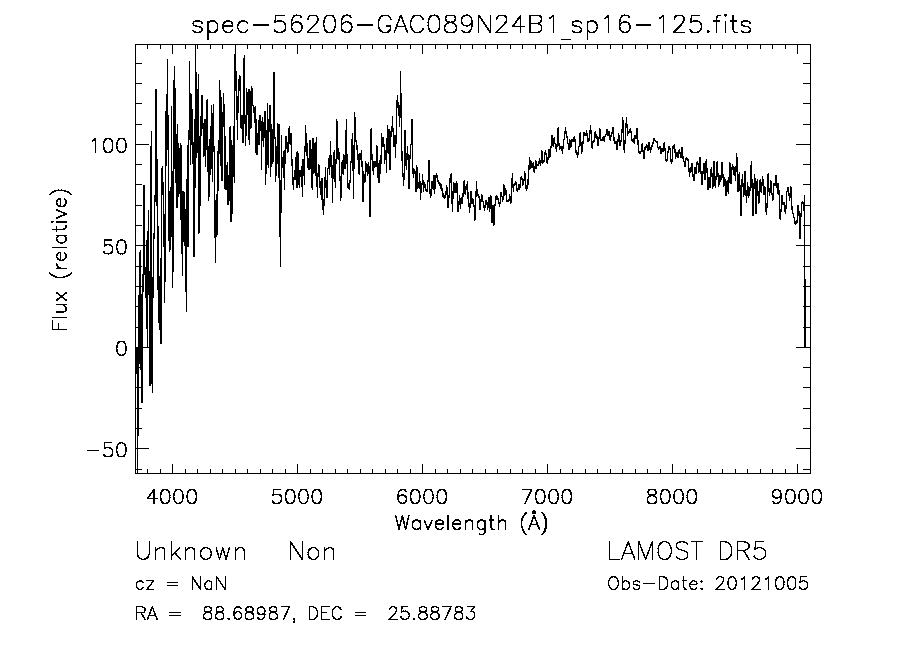 spec-56206-GAC089N24B1_sp16-125.fits
100
50
0
-50
Flux (relative)
4000 5000 6000 7000 8000 9000
Wavelength (Å)
Unknown Non LAMOST DR5
cz = NaN Obs-Date: 20121005
RA = 88.68987, DEC = 25.88783